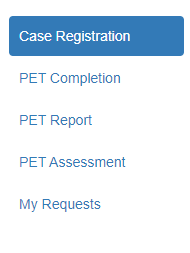 Case Registration
PET Completion
PET Report
PET Assessment
My Requests